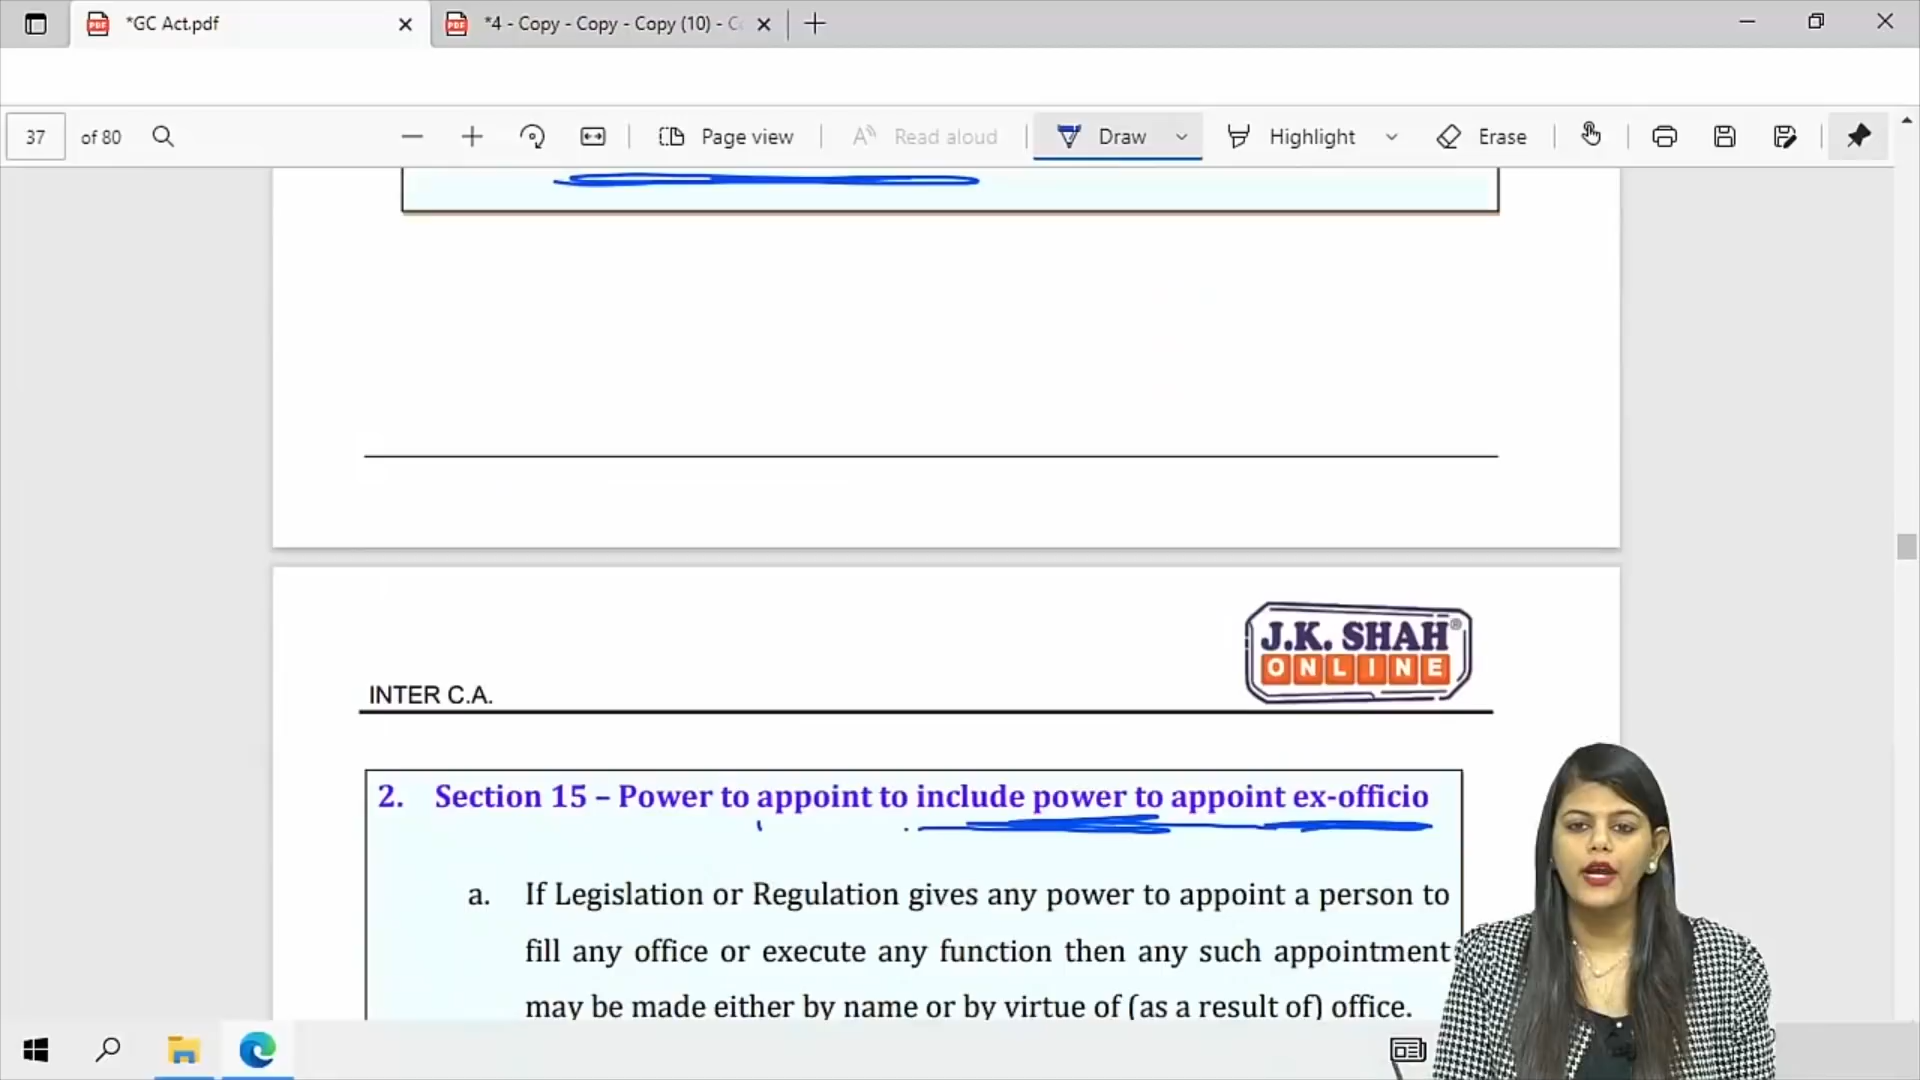 *GC Act.pdf
*4 - Copy - Copy - Copy (10) - C
37 of 80
Page view
Read aloud
Draw
Highlight
Erase
J.K. SHAH®
ONLINE
INTER C.A.
2. Section 15 – Power to appoint to include power to appoint ex-officio
a. If Legislation or Regulation gives any power to appoint a person to
fill any office or execute any function then any such appointment
may be made either by name or by virtue of (as a result of) office.